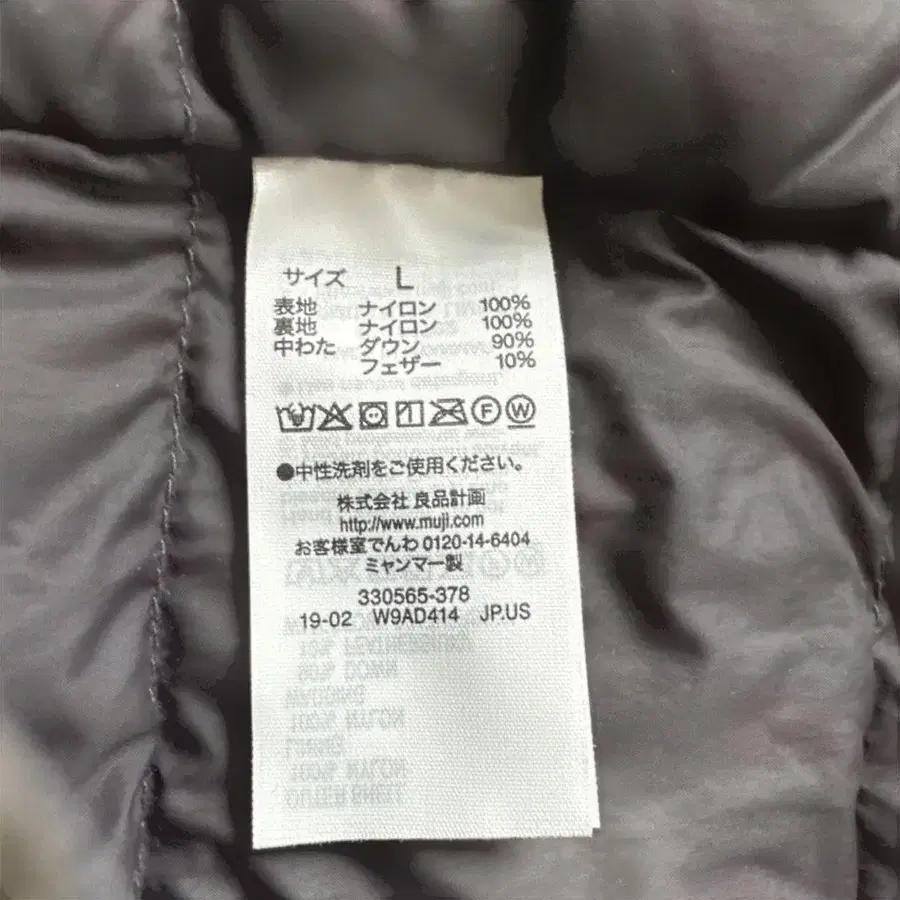 サイズ L
表地 ナイロン 100%
裏地 ナイロン 100%
中わた ダウン 90%
フェザー 10%
F W
●中性洗剤をご使用ください。
株式会社 良品計画
http://www.muji.com
お客様室でんわ 0120-14-6404
ミャンマー製
330565-378
19-02 W9AD414 JP.US